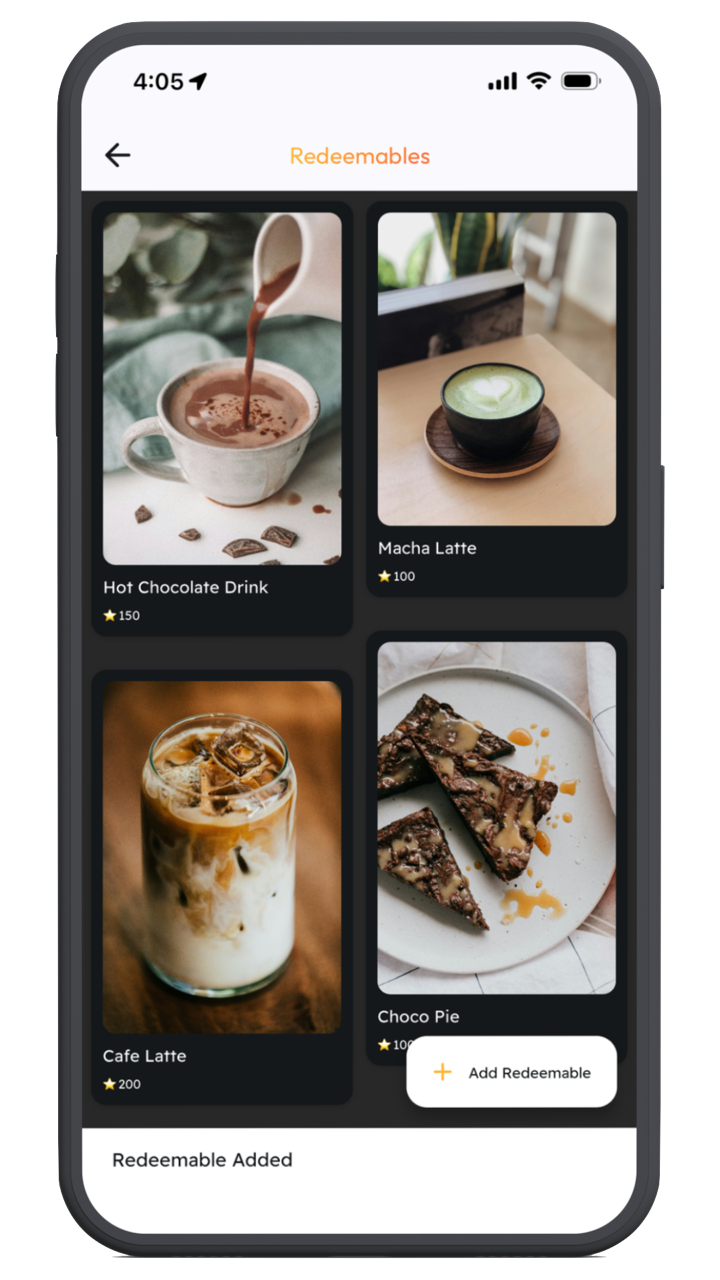 4:05
Redeemables
Hot Chocolate Drink
⭐150
Macha Latte
⭐100
Cafe Latte
⭐200
Choco Pie
⭐100
Add Redeemable
Redeemable Added